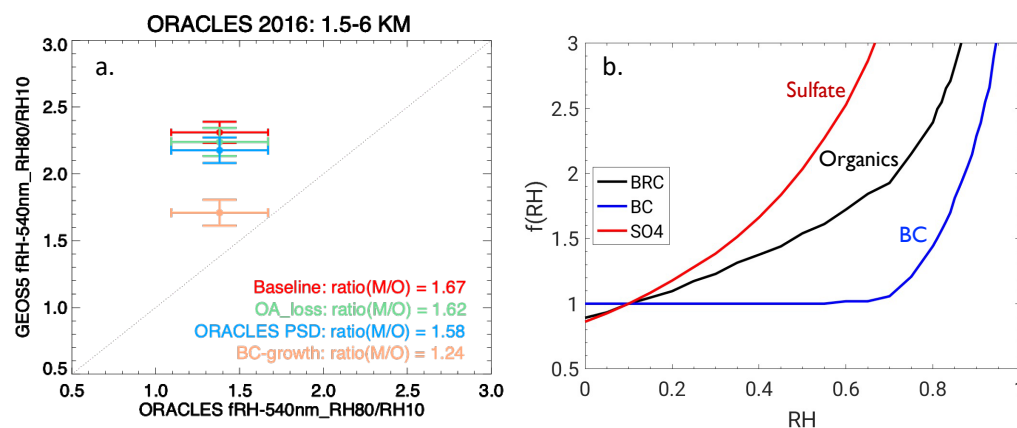 ORACLES 2016: 1.5-6 KM
a.
GEOS5 fRH-540nm_RH80/RH10
3.0
2.5
2.0
1.5
1.0
0.5
Baseline: ratio(M/O) = 1.67
OA_loss: ratio(M/O) = 1.62
ORACLES PSD: ratio(M/O) = 1.58
BC-growth: ratio(M/O) = 1.24
0.5 1.0 1.5 2.0 2.5 3.0
ORACLES fRH-540nm_RH80/RH10
b.
f(RH)
3
2.5
2
1.5
1
0.5
Sulfate
Organics
BC
BRC
BC
SO4
0 0.2 0.4 0.6 0.8 1
RH